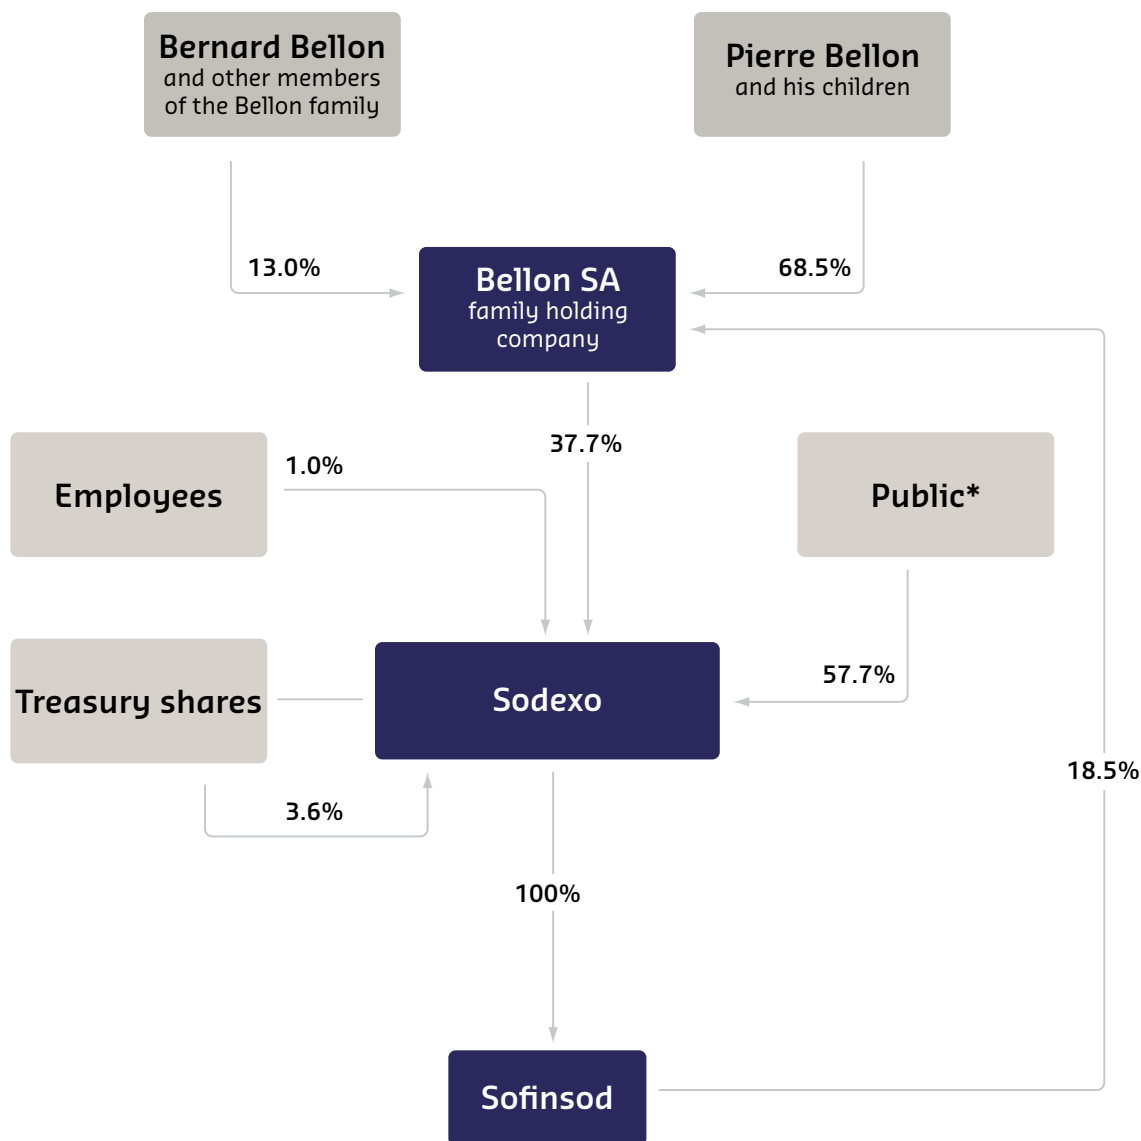 Bernard Bellon
and other members
of the Bellon family
Pierre Bellon
and his children
13.0%
68.5%
Bellon SA
family holding
company
37.7%
1.0%
Employees
Public*
Treasury shares
Sodexo
57.7%
18.5%
3.6%
100%
Sofinsod